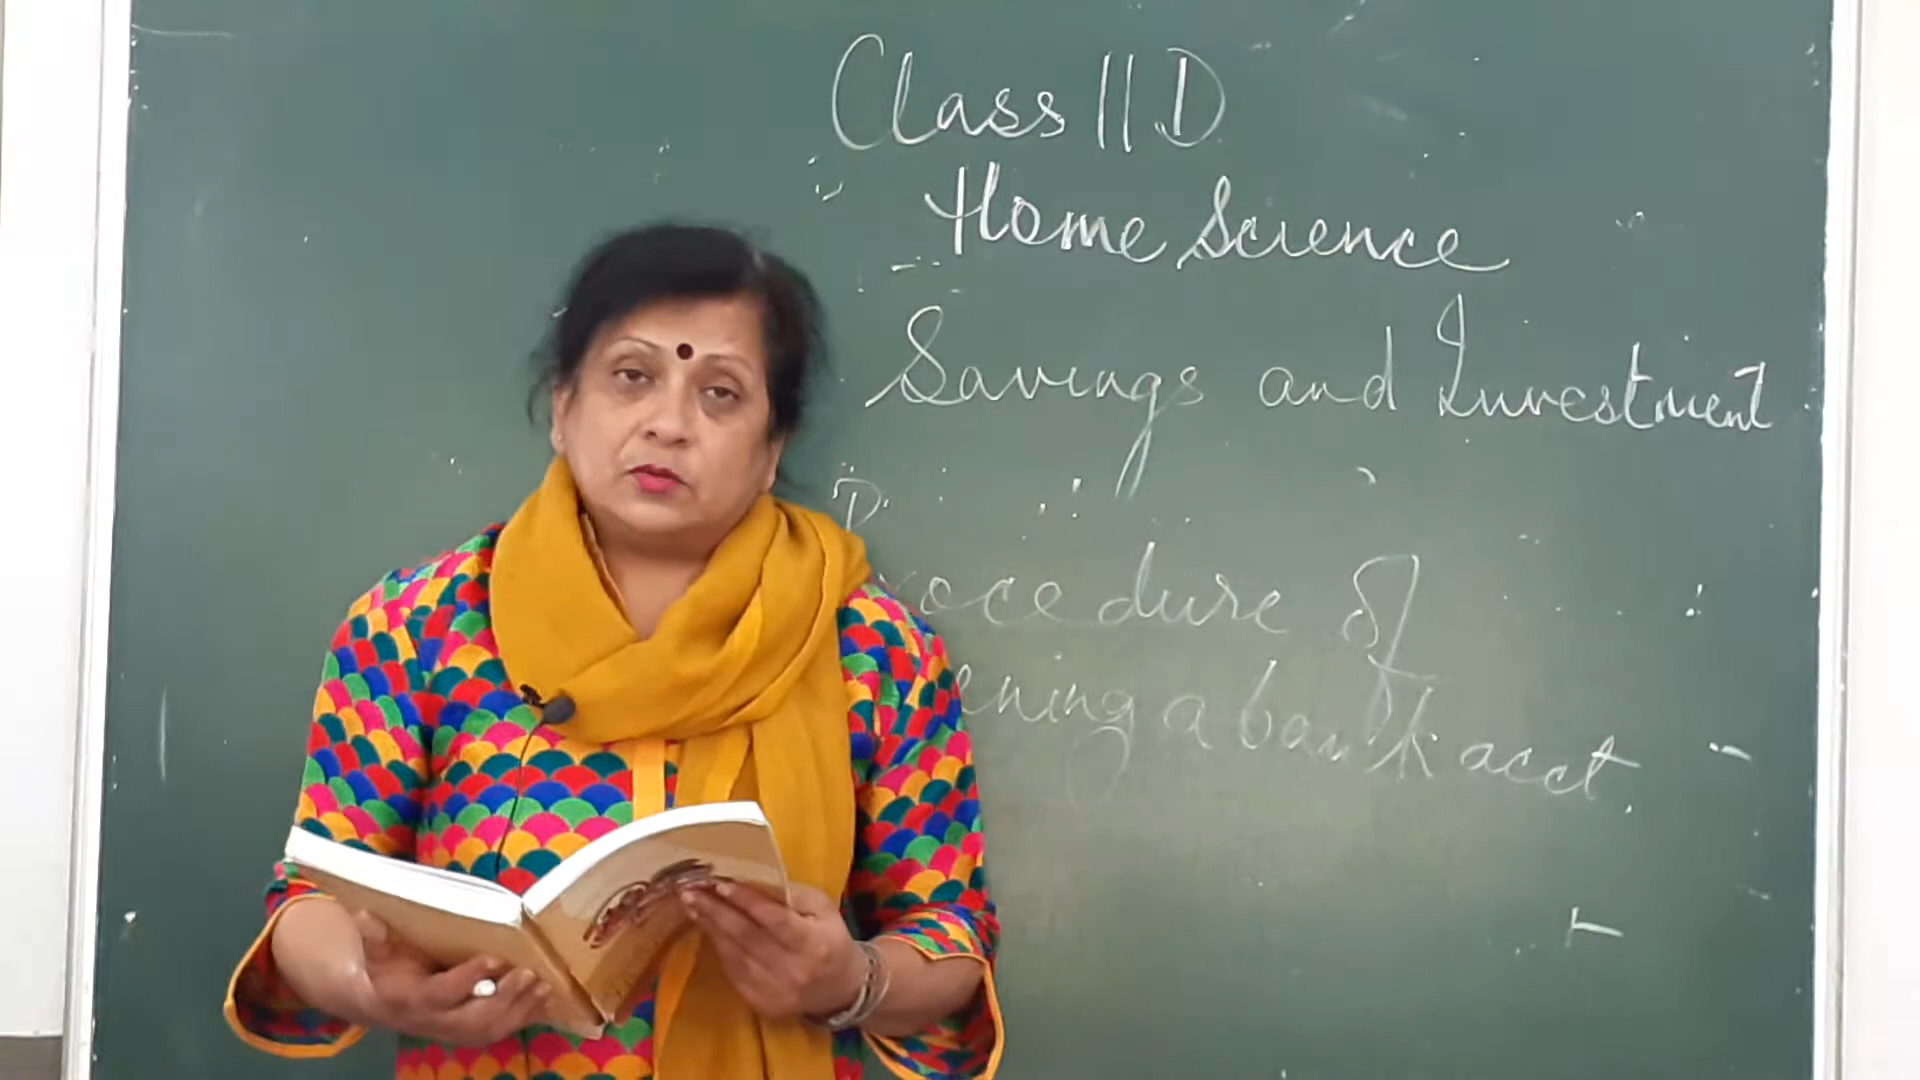 Class 11 D
Home Science
Savings and Investment
ocedure of
ening a bank acct.